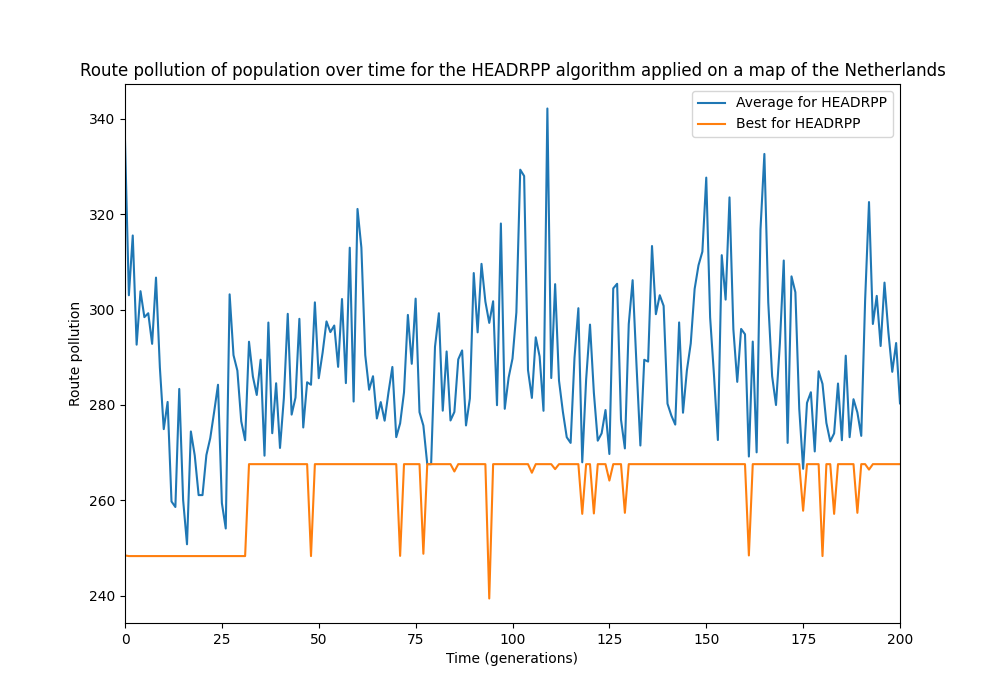 Route pollution of population over time for the HEADRPP algorithm applied on a map of the Netherlands
Average for HEADRPP
Best for HEADRPP
340
320
300
280
260
240
Route pollution
0 25 50 75 100 125 150 175 200
Time (generations)